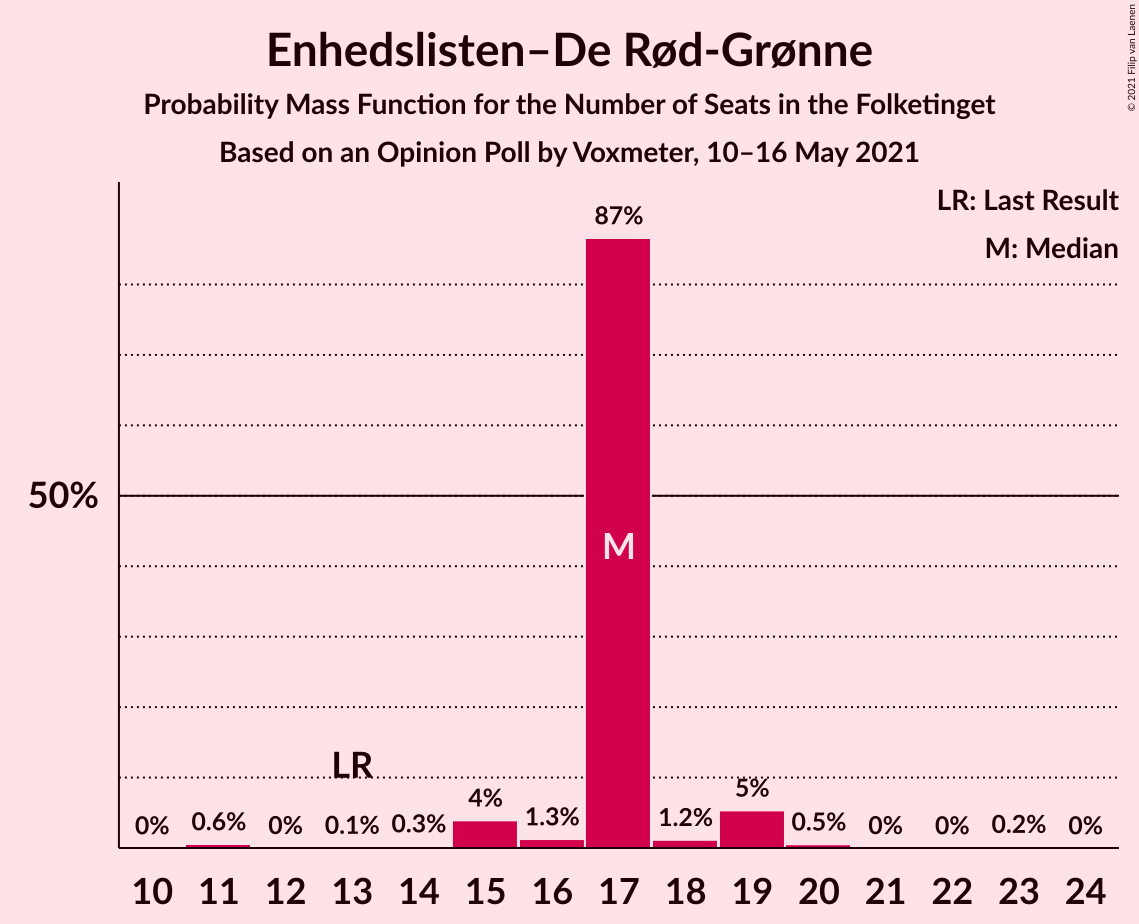 Enhedslisten–De Rød-Grønne
Probability Mass Function for the Number of Seats in the Folketinget
Based on an Opinion Poll by Voxmeter, 10–16 May 2021
© 2021 Filip van Laenen
LR: Last Result
M: Median
87%
50%
M
LR
0% 0.6% 0% 0.1% 0.3% 4% 1.3% 1.2% 5% 0.5% 0% 0% 0.2% 0%
10 11 12 13 14 15 16 17 18 19 20 21 22 23 24